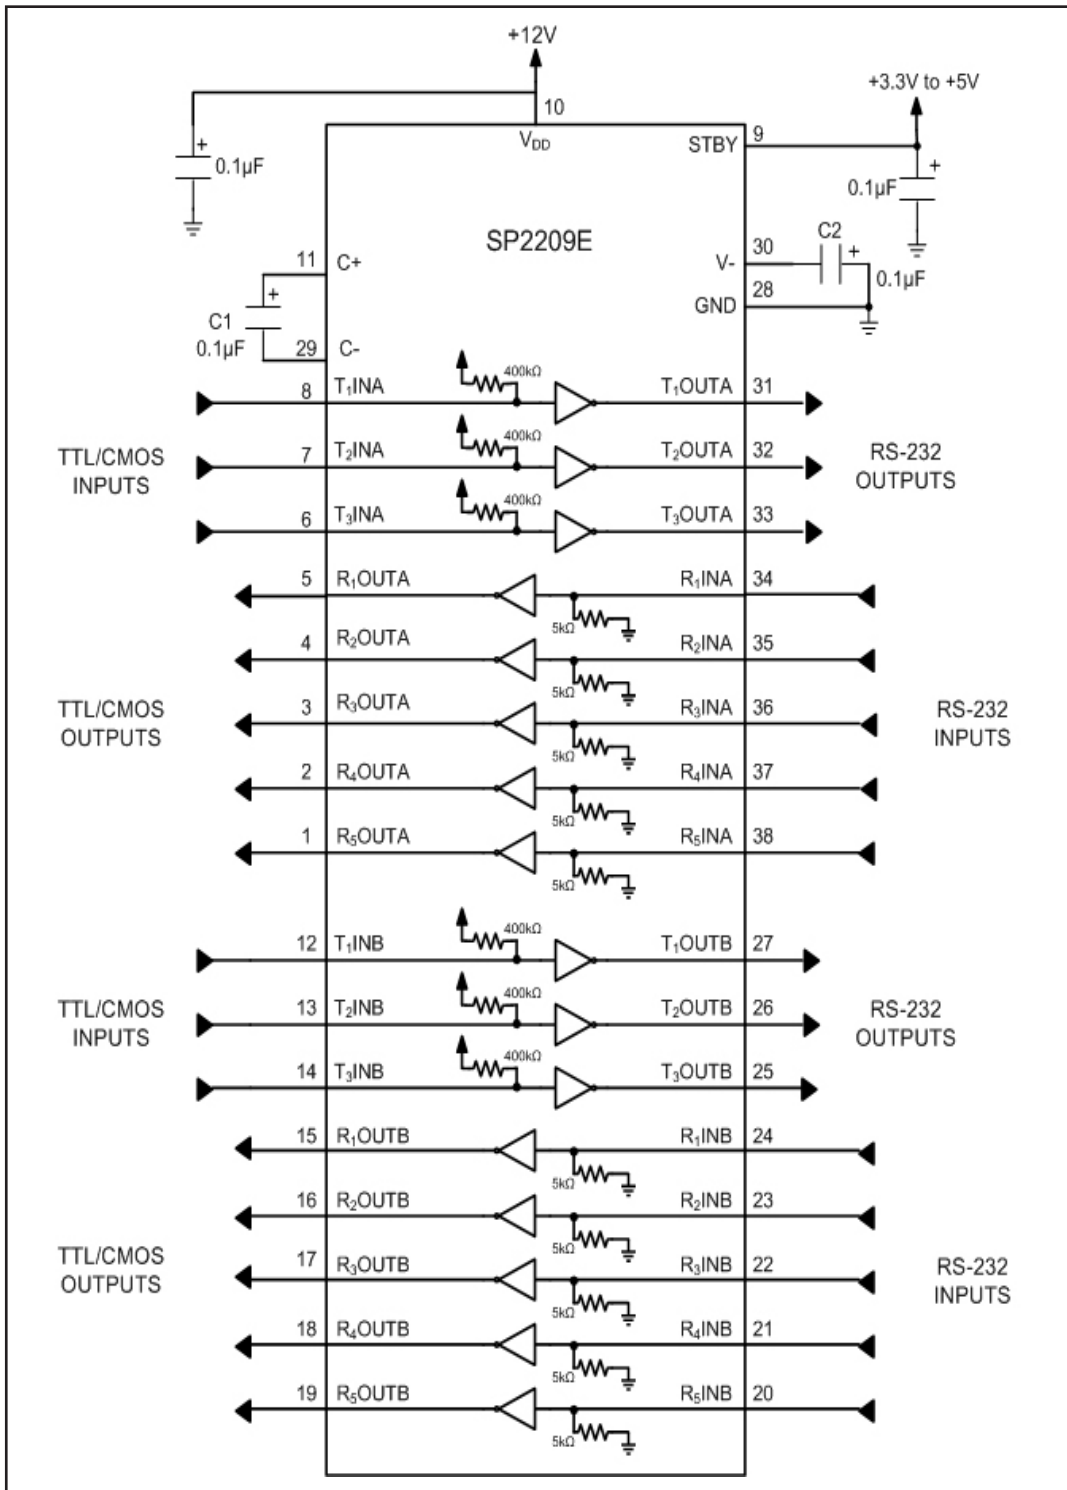 +12V
+3.3V to +5V
10
V<sub>DD</sub>
STBY 9
0.1µF
0.1µF
SP2209E
C2
V- 30
0.1µF
11 C+
GND 28
C1
0.1µF
29 C-
400kΩ
8 T₁INA T₁OUTA 31
400kΩ
7 T₂INA T₂OUTA 32
TTL/CMOS
INPUTS
RS-232
OUTPUTS
400kΩ
6 T₃INA T₃OUTA 33
5 R₁OUTA R₁INA 34
5kΩ
4 R₂OUTA R₂INA 35
5kΩ
3 R₃OUTA R₃INA 36
TTL/CMOS
OUTPUTS
RS-232
INPUTS
5kΩ
2 R₄OUTA R₄INA 37
5kΩ
1 R₅OUTA R₅INA 38
5kΩ
400kΩ
12 T₁INB T₁OUTB 27
400kΩ
13 T₂INB T₂OUTB 26
TTL/CMOS
INPUTS
RS-232
OUTPUTS
400kΩ
14 T₃INB T₃OUTB 25
15 R₁OUTB R₁INB 24
5kΩ
16 R₂OUTB R₂INB 23
5kΩ
TTL/CMOS
OUTPUTS
17 R₃OUTB R₃INB 22
RS-232
INPUTS
5kΩ
18 R₄OUTB R₄INB 21
5kΩ
19 R₅OUTB R₅INB 20
5kΩ